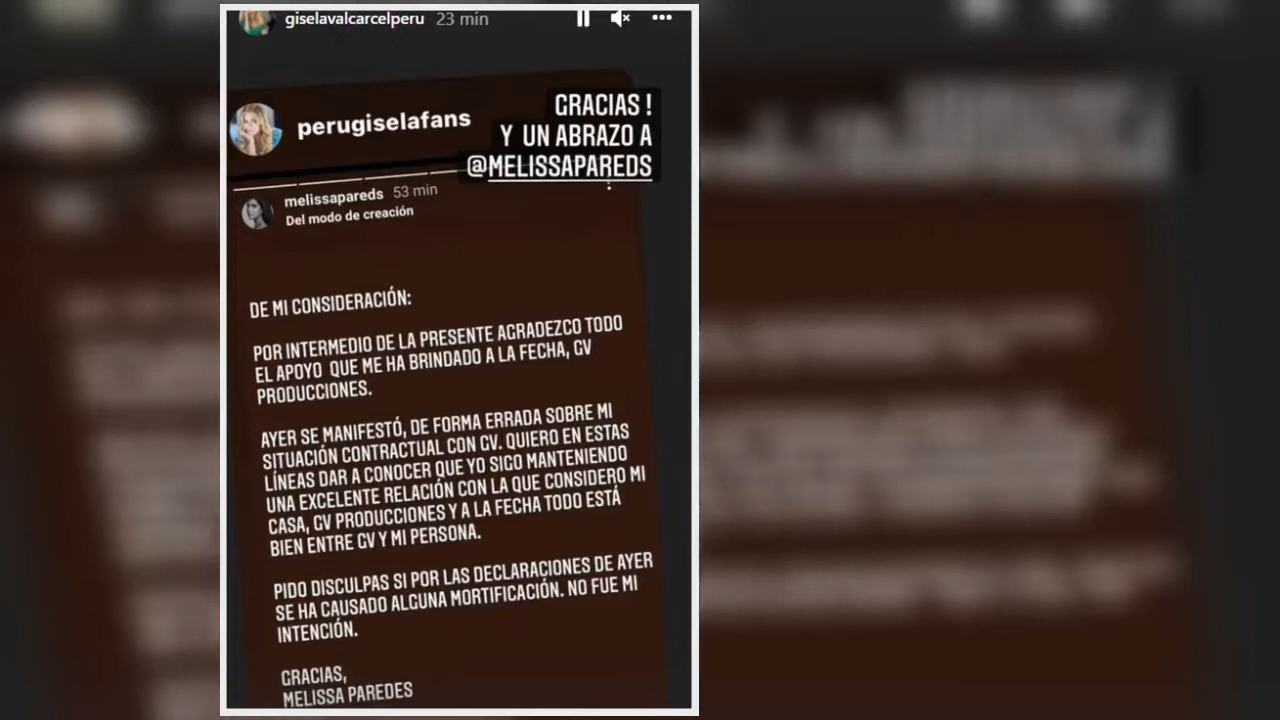 giselavalcarcelperu 23 min
perugiselafans
GRACIAS !
Y UN ABRAZO A
@MELISSAPAREDS
melissapareds 53 min
Del modo de creación
DE MI CONSIDERACIÓN:
POR INTERMEDIO DE LA PRESENTE AGRADEZCO TODO
EL APOYO QUE ME HA BRINDADO A LA FECHA, GV
PRODUCCIONES.
AYER SE MANIFESTÓ, DE FORMA ERRADA SOBRE MI
SITUACIÓN CONTRACTUAL CON GV. QUIERO EN ESTAS
LÍNEAS DAR A CONOCER QUE YO SIGO MANTENIENDO
UNA EXCELENTE RELACIÓN CON LA QUE CONSIDERO MI
CASA, GV PRODUCCIONES Y A LA FECHA TODO ESTÁ
BIEN ENTRE GV Y MI PERSONA.
PIDO DISCULPAS SI POR LAS DECLARACIONES DE AYER
SE HA CAUSADO ALGUNA MORTIFICACIÓN. NO FUE MI
INTENCIÓN.
GRACIAS,
MELISSA PAREDES